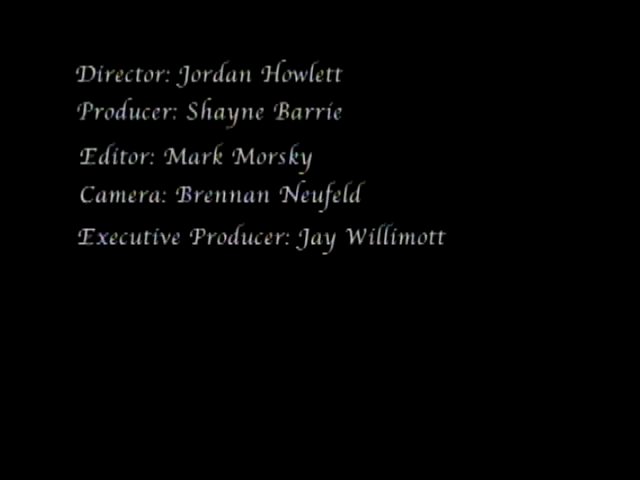 Director: Jordan Howlett
Producer: Shayne Barrie
Editor: Mark Morsky
Camera: Brennan Neufeld
Executive Producer: Jay Willimott